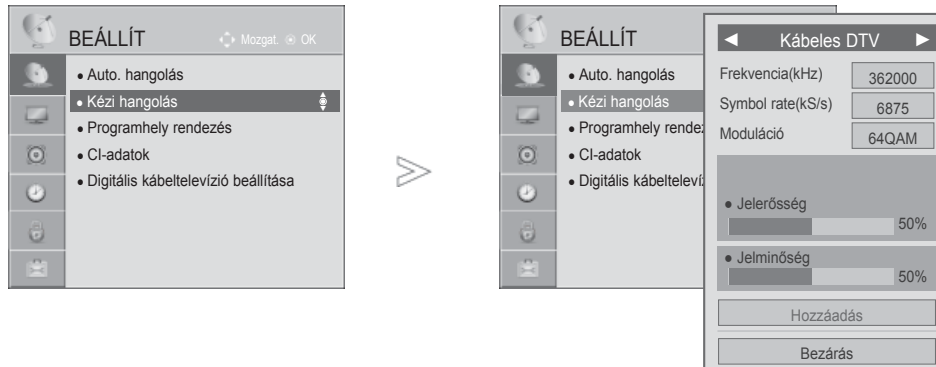 BEÁLLÍT
Mozgat. OK
• Auto. hangolás
• Kézi hangolás
• Programhely rendezés
• CI-adatok
• Digitális kábeltelevízió beállítása
>
BEÁLLÍT
• Auto. hangolás
• Kézi hangolás
• Programhely rende
• CI-adatok
• Digitális kábeltelev
◄ Kábeles DTV ►
Frekvencia(kHz) 362000
Symbol rate(kS/s) 6875
Moduláció 64QAM
• Jelerősség
50%
• Jelminőség
50%
Hozzáadás
Bezárás